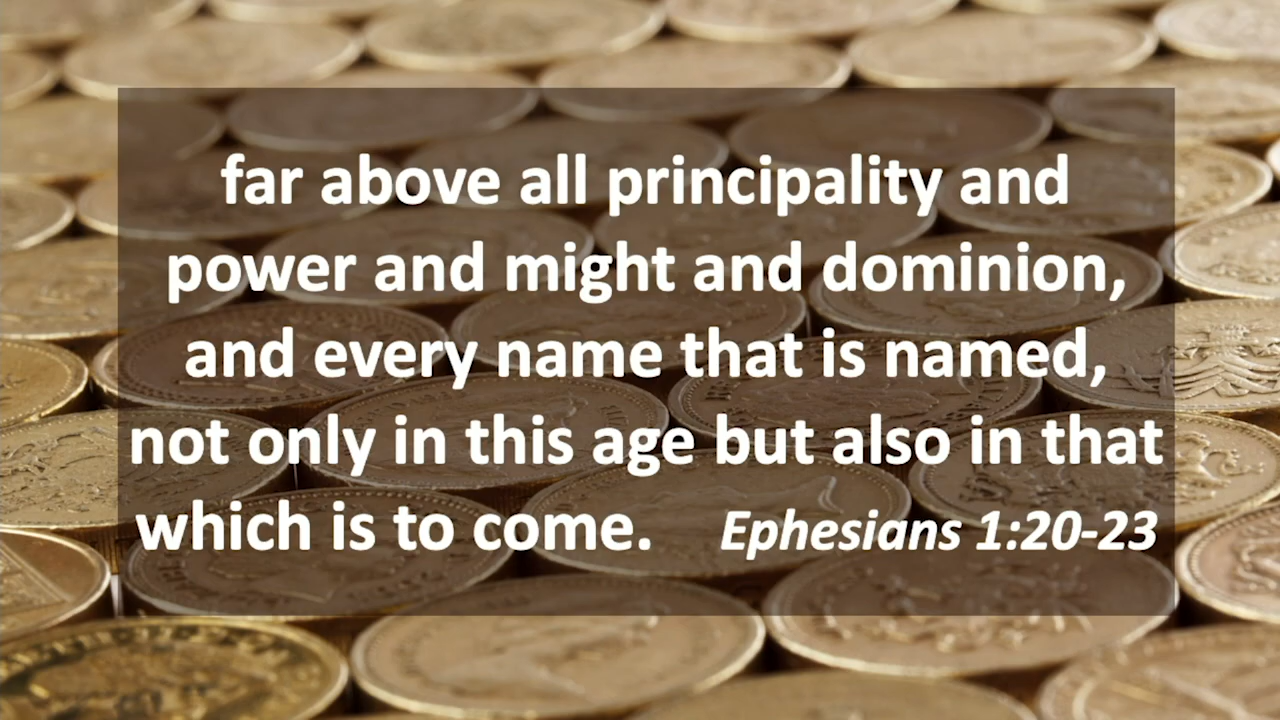 far above all principality and
power and might and dominion,
and every name that is named,
not only in this age but also in that
which is to come. Ephesians 1:20-23